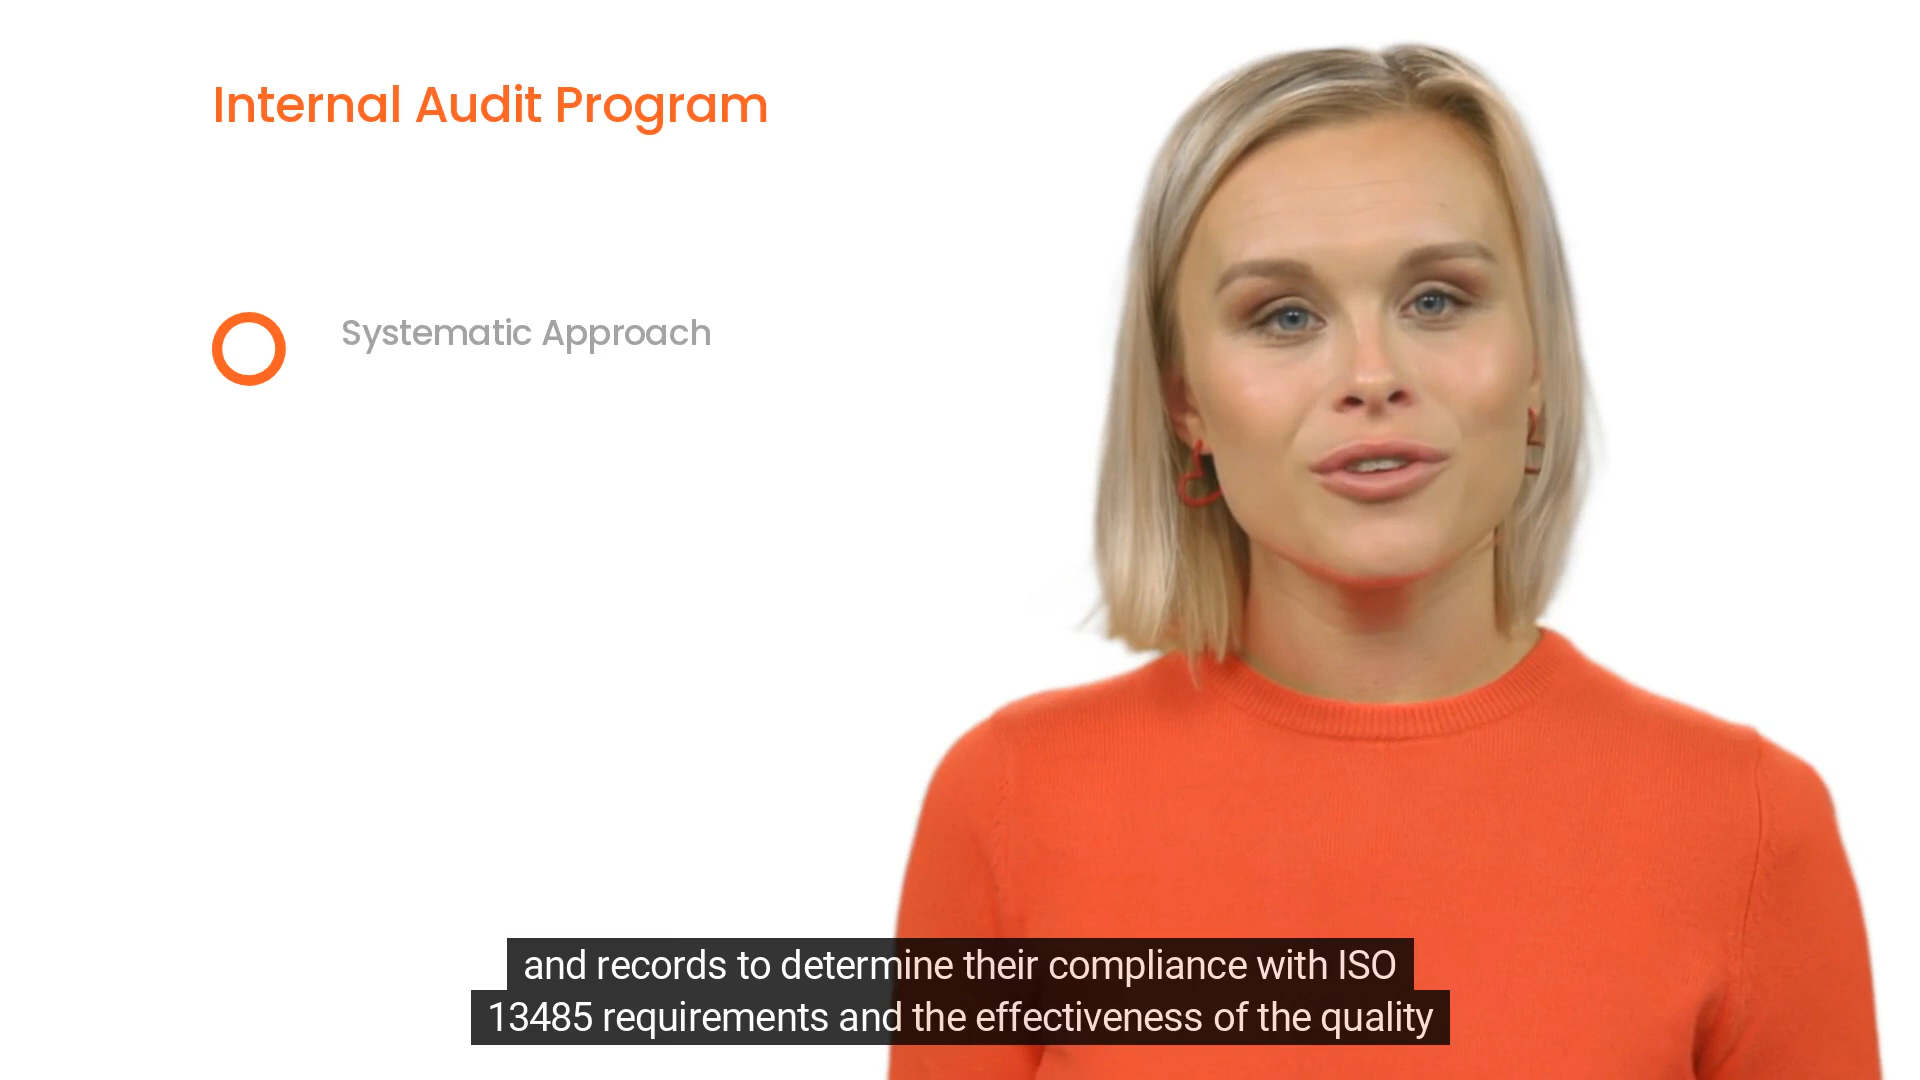 Internal Audit Program
Systematic Approach
and records to determine their compliance with ISO
13485 requirements and the effectiveness of the quality